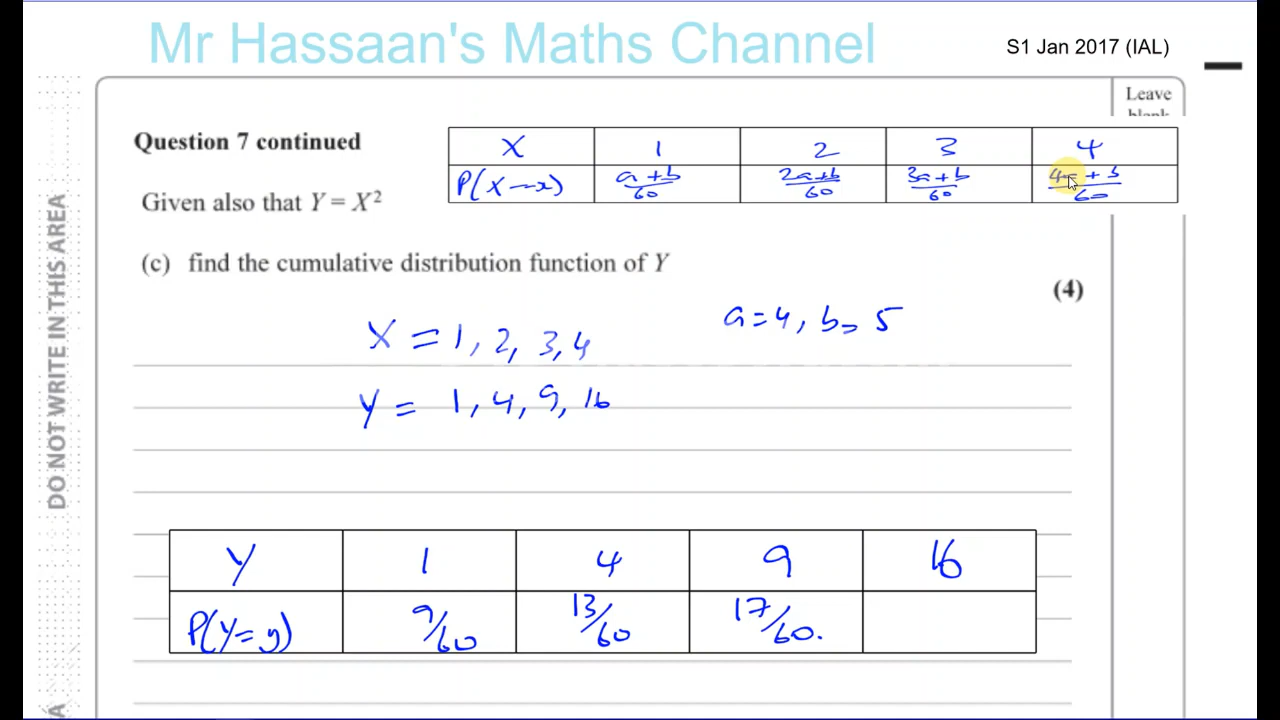 Mr Hassaan's Maths Channel
S1 Jan 2017 (IAL)
Leave
blank
Question 7 continued
X 1 2 3 4
P(X=x) a+b/60 2a+b/60 3a+b/60 4a+b/60
Given also that Y = X²
(c) find the cumulative distribution function of Y
(4)
a=4, b=5
X = 1, 2, 3, 4
Y = 1, 4, 9, 16
Y 1 4 9 16
P(Y=y) 9/60 13/60 17/60.
DO NOT WRITE IN THIS AREA